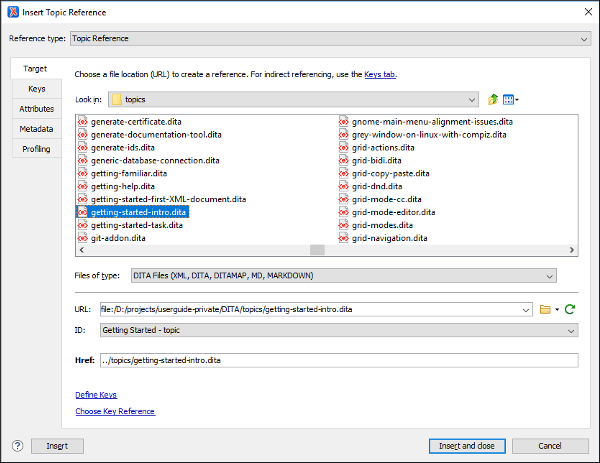 Insert Topic Reference
Reference type: Topic Reference
Target
Keys
Attributes
Metadata
Profiling
Choose a file location (URL) to create a reference. For indirect referencing, use the Keys tab.
Look in: topics
generate-certificate.dita
generate-documentation-tool.dita
generate-ids.dita
generic-database-connection.dita
getting-familiar.dita
getting-help.dita
getting-started-first-XML-document.dita
getting-started-intro.dita
getting-started-task.dita
git-addon.dita
gnome-main-menu-alignment-issues.dita
grey-window-on-linux-with-compiz.dita
grid-actions.dita
grid-bidi.dita
grid-copy-paste.dita
grid-dnd.dita
grid-mode-cc.dita
grid-mode-editor.dita
grid-modes.dita
grid-navigation.dita
Files of type: DITA Files (XML, DITA, DITAMAP, MD, MARKDOWN)
URL: file:/D:/projects/userguide-private/DITA/topics/getting-started-intro.dita
ID: Getting Started - topic
Href: ../topics/getting-started-intro.dita
Define Keys
Choose Key Reference
? Insert Insert and close Cancel